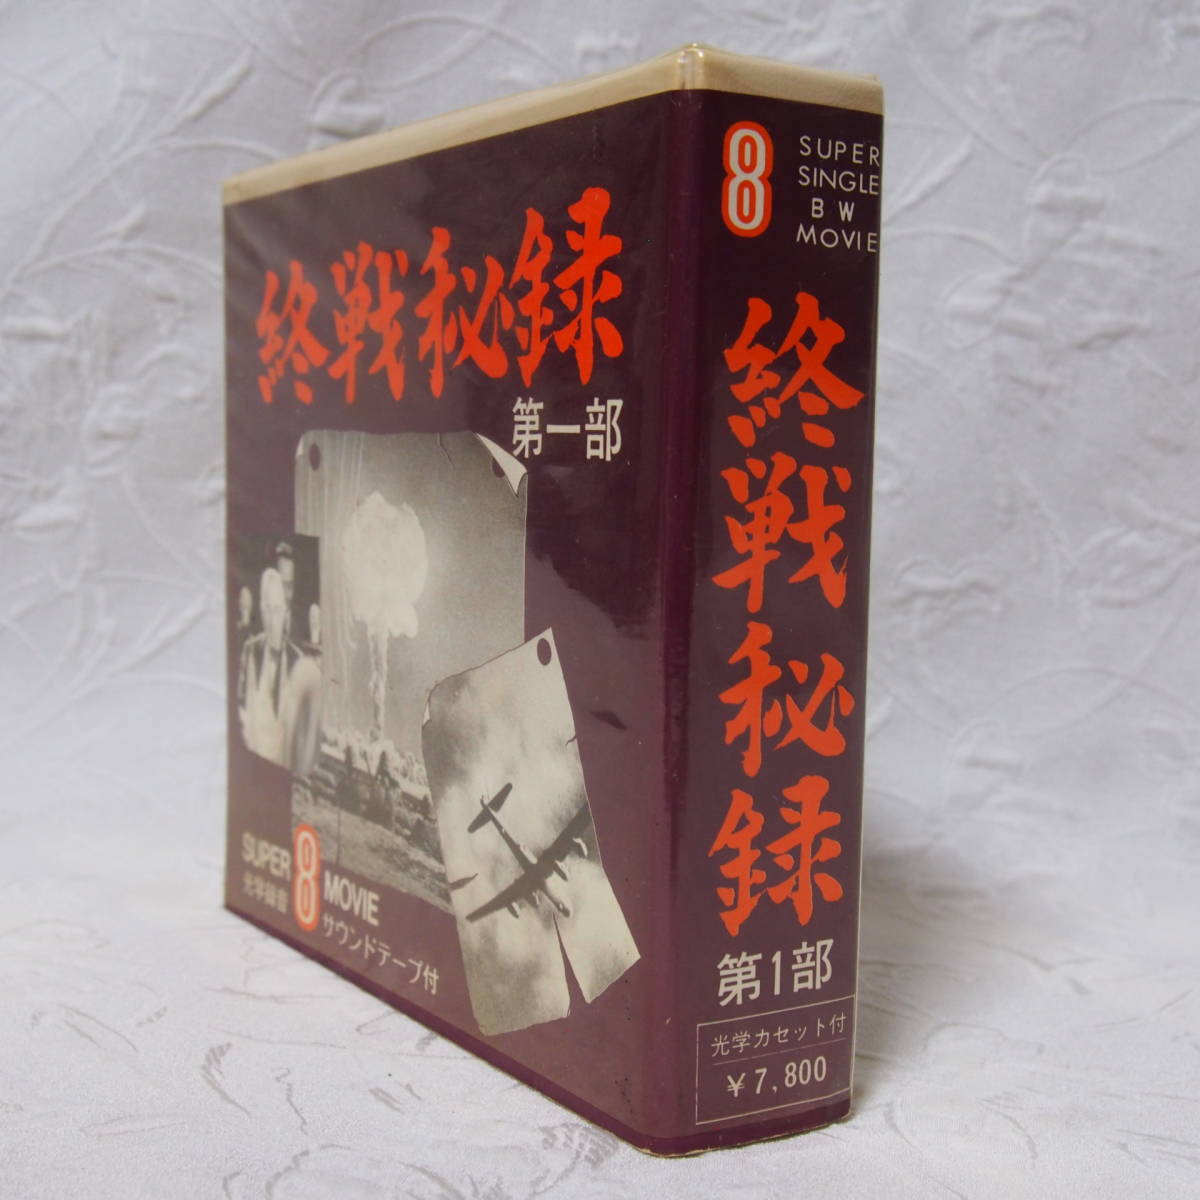 終戦秘録
第一部
SUPER 8 MOVIE
光学録音 サウンドテープ付
8
SUPER
SINGLE
BW
MOVIE
終戦秘録
第1部
光学カセット付
¥7,800